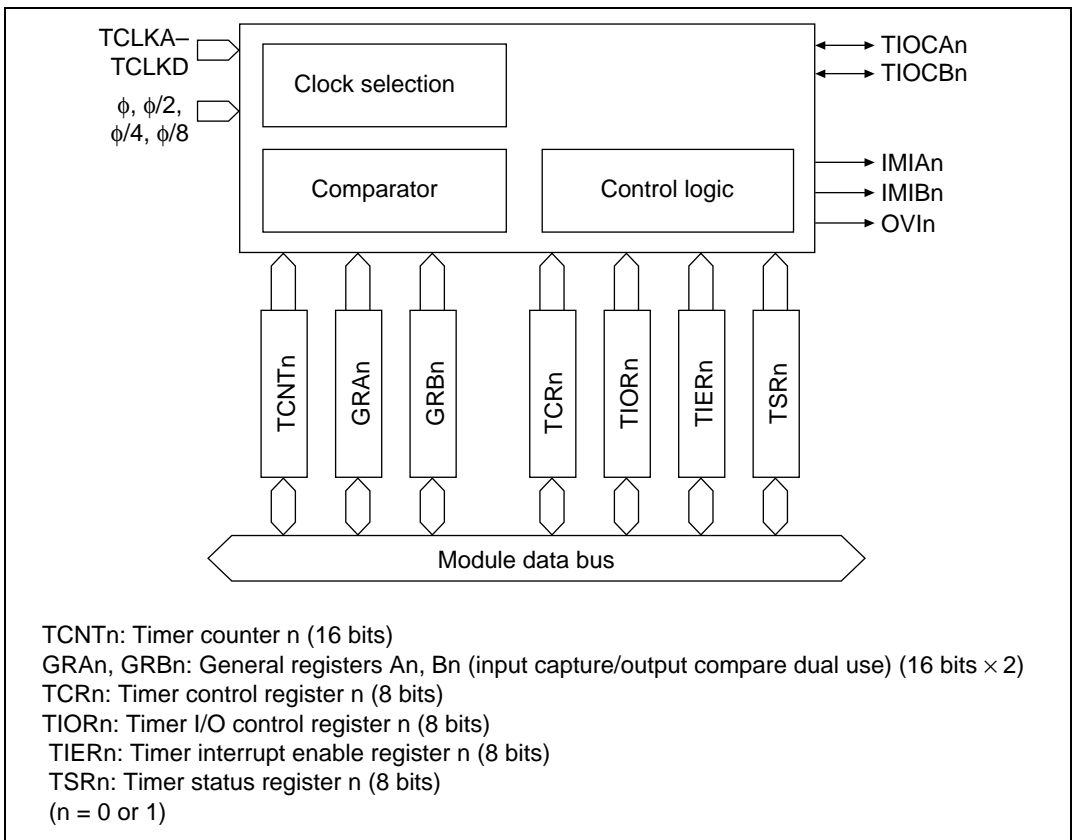 TCLKA–
TCLKD
ϕ, ϕ/2,
ϕ/4, ϕ/8
Clock selection
Comparator
Control logic
TIOCAn
TIOCBn
IMIAn
IMIBn
OVIn
TCNTn
GRAn
GRBn
TCRn
TIORn
TIERn
TSRn
Module data bus
TCNTn: Timer counter n (16 bits)
GRAn, GRBn: General registers An, Bn (input capture/output compare dual use) (16 bits × 2)
TCRn: Timer control register n (8 bits)
TIORn: Timer I/O control register n (8 bits)
TIERn: Timer interrupt enable register n (8 bits)
TSRn: Timer status register n (8 bits)
(n = 0 or 1)